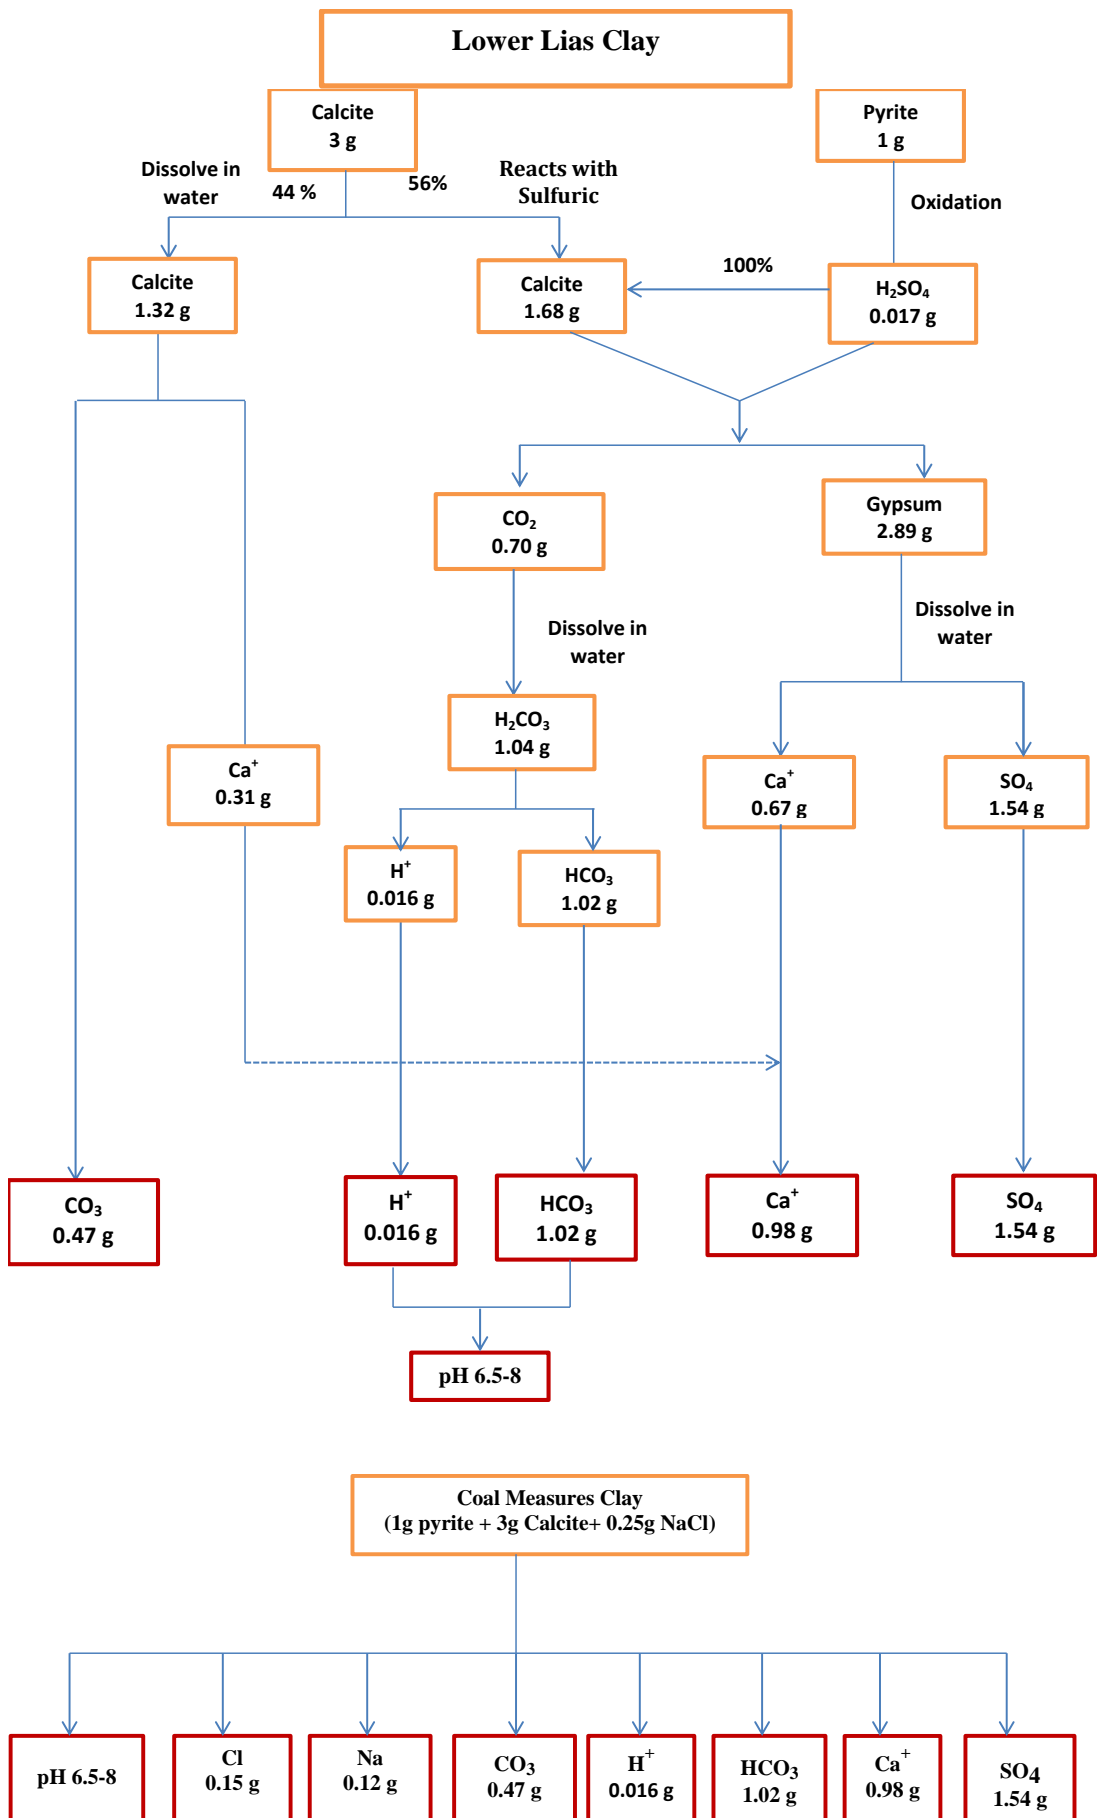 Lower Lias Clay
Calcite
3 g
Pyrite
1 g
Dissolve in
water
44 %
56%
Reacts with
Sulfuric
Oxidation
Calcite
1.32 g
Calcite
1.68 g
100%
H₂SO₄
0.017 g
CO₂
0.70 g
Gypsum
2.89 g
Dissolve in
water
Dissolve in
water
H₂CO₃
1.04 g
Ca⁺
0.31 g
Ca⁺
0.67 g
SO₄
1.54 g
H⁺
0.016 g
HCO₃
1.02 g
CO₃
0.47 g
H⁺
0.016 g
HCO₃
1.02 g
Ca⁺
0.98 g
SO₄
1.54 g
pH 6.5-8
Coal Measures Clay
(1g pyrite + 3g Calcite+ 0.25g NaCl)
pH 6.5-8
Cl
0.15 g
Na
0.12 g
CO₃
0.47 g
H⁺
0.016 g
HCO₃
1.02 g
Ca⁺
0.98 g
SO4
1.54 g